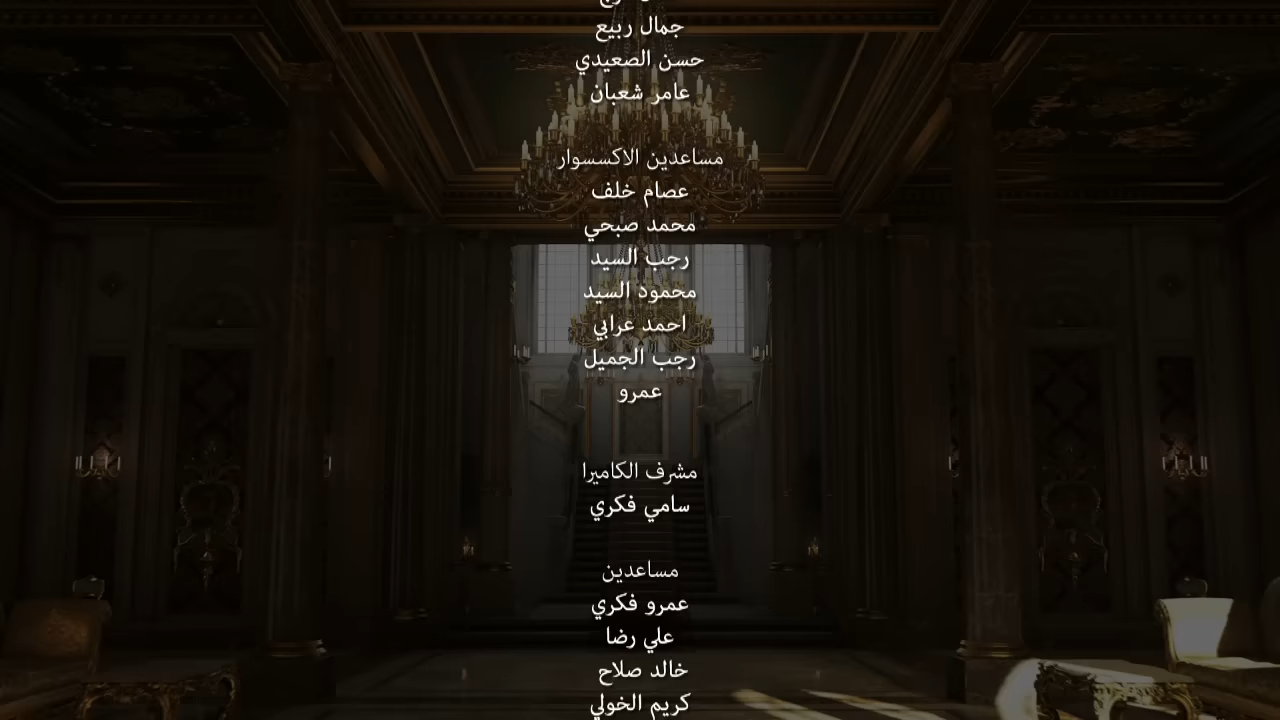 جمال ربيع
حسن الصعيدي
عامر شعبان
مساعدين الاكسسوار
عصام خلف
محمد صبحي
رجب السيد
محمود السيد
احمد عرابي
رجب الجميل
عمرو
مشرف الكاميرا
سامي فكري
مساعدين
عمرو فكري
علي رضا
خالد صلاح
كريم الخولي